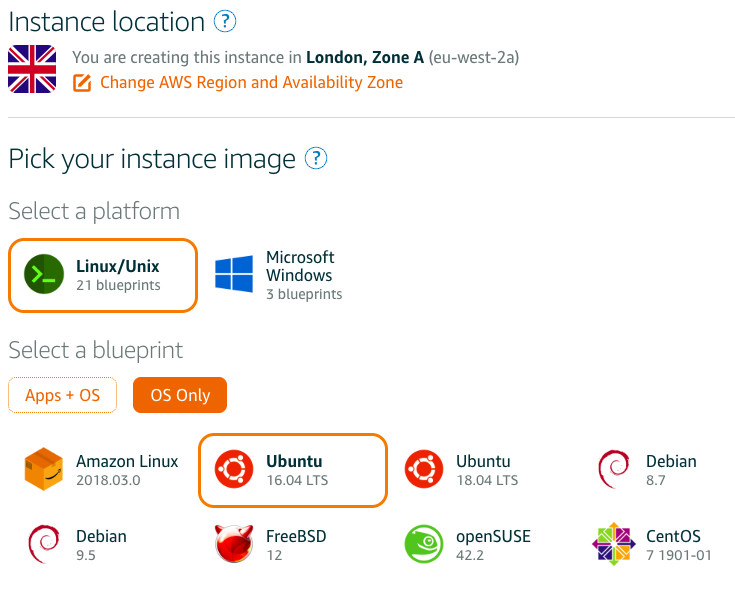 Instance location ?
You are creating this instance in London, Zone A (eu-west-2a)
Change AWS Region and Availability Zone
Pick your instance image ?
Select a platform
Linux/Unix
21 blueprints
Microsoft
Windows
3 blueprints
Select a blueprint
Apps + OS
OS Only
Amazon Linux
2018.03.0
Ubuntu
16.04 LTS
Ubuntu
18.04 LTS
Debian
8.7
Debian
9.5
FreeBSD
12
openSUSE
42.2
CentOS
7 1901-01